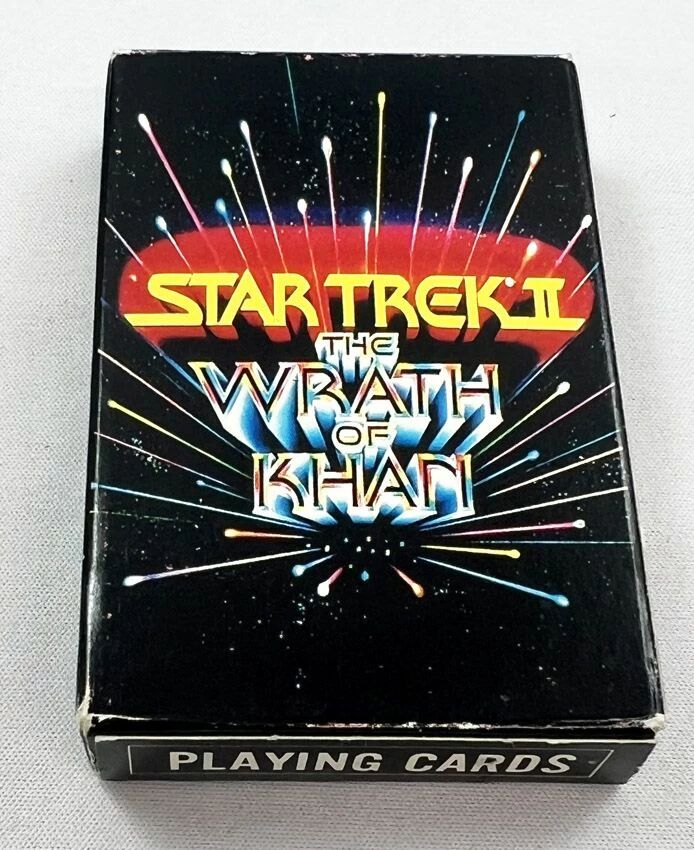 STAR TREK II
THE
WRATH
OF
KHAN
PLAYING CARDS